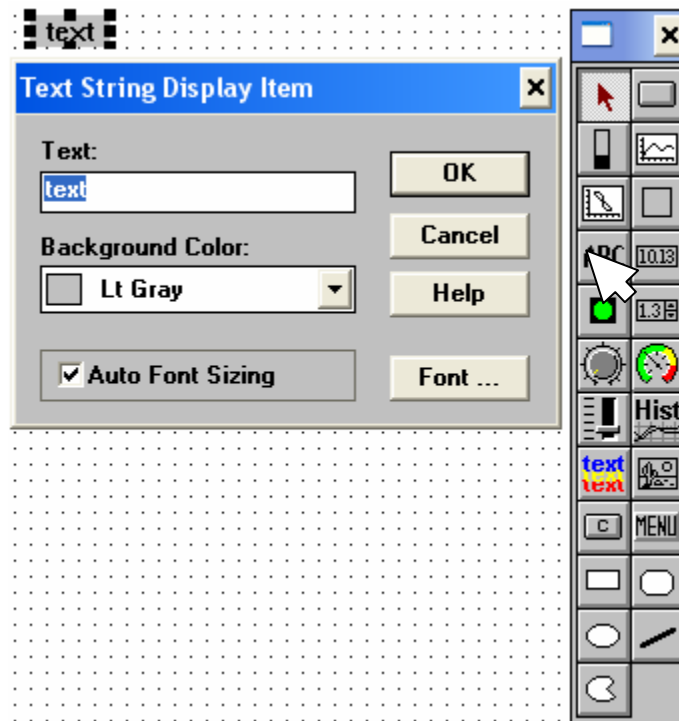 text
Text String Display Item
Text:
text
OK
Background Color:
Cancel
Lt Gray
Help
Auto Font Sizing
Font ...
ABC
10.13
1.3
Hist
text
text
C
MENU